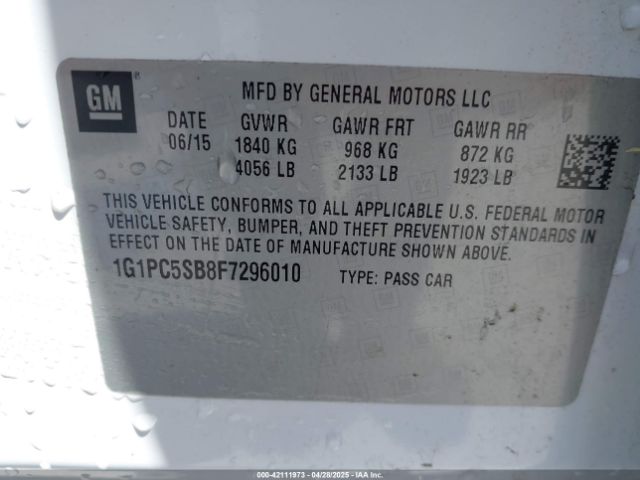 GM
MFD BY GENERAL MOTORS LLC
DATE GVWR GAWR FRT GAWR RR
06/15 1840 KG 968 KG 872 KG
4056 LB 2133 LB 1923 LB
THIS VEHICLE CONFORMS TO ALL APPLICABLE U.S. FEDERAL MOTOR
VEHICLE SAFETY, BUMPER, AND THEFT PREVENTION STANDARDS IN
EFFECT ON THE DATE OF MANUFACTURE SHOWN ABOVE.
1G1PC5SB8F7296010 TYPE: PASS CAR
000-42111973 - 04/28/2025 - © IAA Holdings, LLC